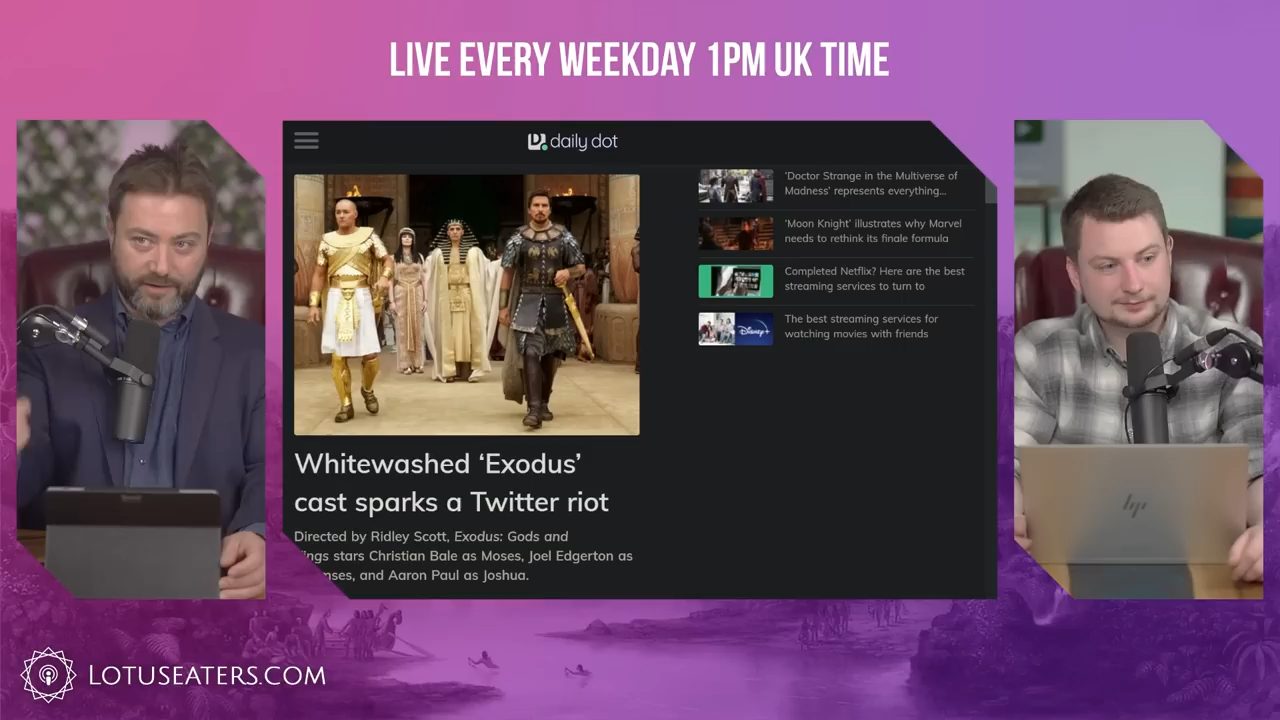 LIVE EVERY WEEKDAY 1PM UK TIME
daily dot
'Doctor Strange in the Multiverse of
Madness' represents everything...
'Moon Knight' illustrates why Marvel
needs to rethink its finale formula
Completed Netflix? Here are the best
streaming services to turn to
The best streaming services for
watching movies with friends
Disney+
Whitewashed ‘Exodus’
cast sparks a Twitter riot
Directed by Ridley Scott, Exodus: Gods and
stars Christian Bale as Moses, Joel Edgerton as
and Aaron Paul as Joshua.
hp
LOTUSEATERS.COM